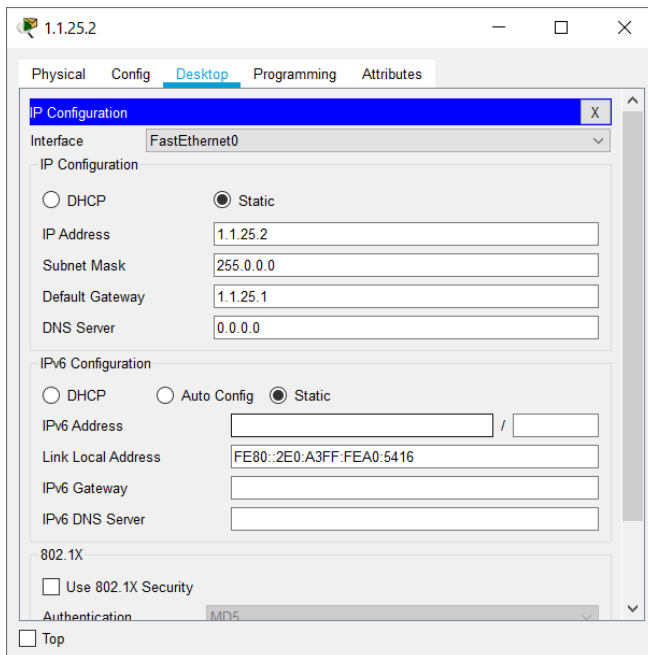 1.1.25.2
Physical Config Desktop Programming Attributes
IP Configuration X
Interface FastEthernet0
IP Configuration
DHCP Static
IP Address 1.1.25.2
Subnet Mask 255.0.0.0
Default Gateway 1.1.25.1
DNS Server 0.0.0.0
IPv6 Configuration
DHCP Auto Config Static
IPv6 Address /
Link Local Address FE80::2E0:A3FF:FEA0:5416
IPv6 Gateway
IPv6 DNS Server
802.1X
Use 802.1X Security
Authentication MD5
Top